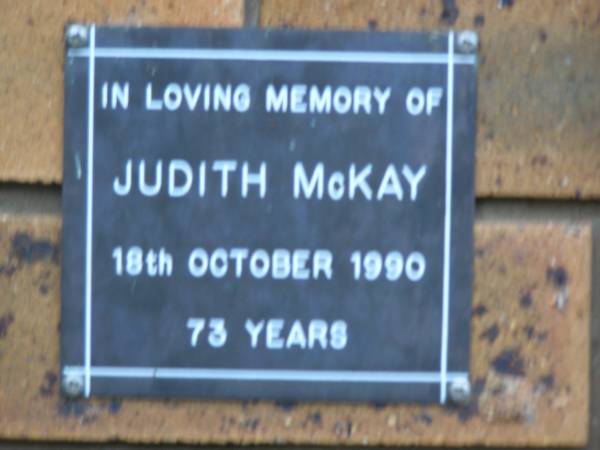 IN LOVING MEMORY OF
JUDITH McKAY
18th OCTOBER 1990
73 YEARS